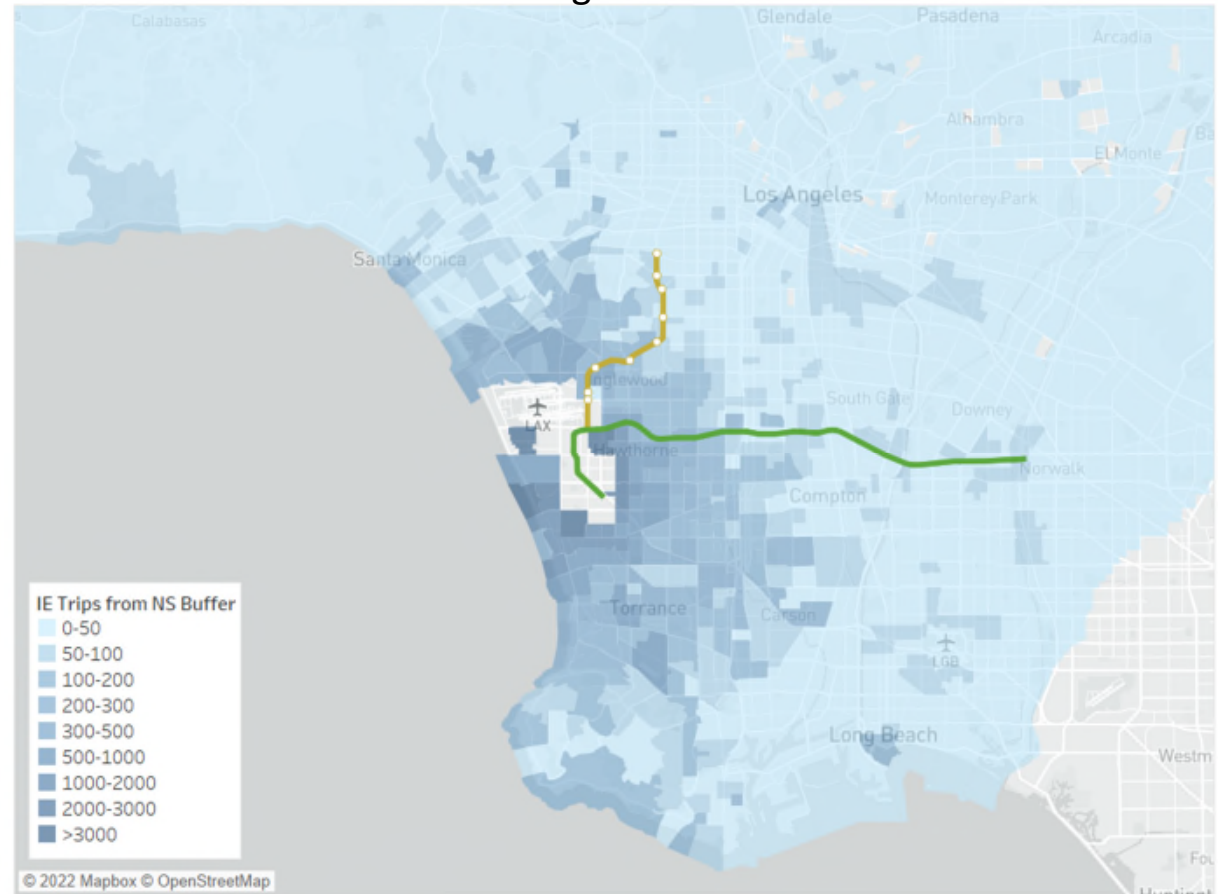 Calabasas
Glendale
Pasadena
Arcadia
Alhambra
El Monte
Ba
Los Angeles
Monterey Park
Santa Monica
Inglewood
South Gate
Downey
LAX
Hawthorne
Norwalk
Compton
Torrance
Carson
LGB
Long Beach
Westm
Fou
IE Trips from NS Buffer
0-50
50-100
100-200
200-300
300-500
500-1000
1000-2000
2000-3000
>3000
© 2022 Mapbox © OpenStreetMap